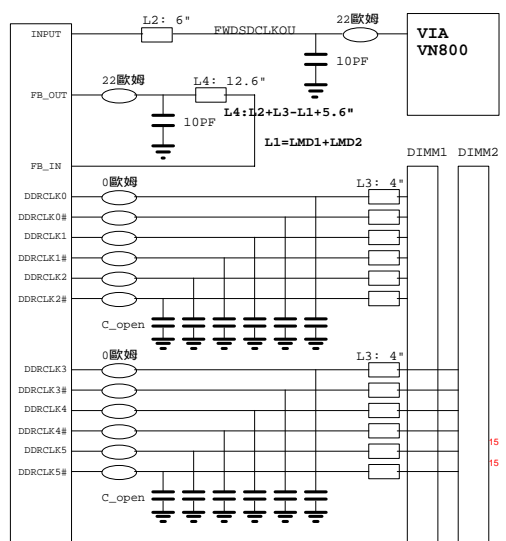 INPUT
L2: 6"
FWDSDCLKOU
22歐姆
VIA
VN800
10PF
FB_OUT
22歐姆
L4: 12.6"
L4:L2+L3-L1+5.6"
10PF
L1=LMD1+LMD2
FB_IN
DIMM1 DIMM2
0歐姆
L3: 4"
DDRCLK0
DDRCLK0#
DDRCLK1
DDRCLK1#
DDRCLK2
DDRCLK2#
C_open
0歐姆
L3: 4"
DDRCLK3
DDRCLK3#
DDRCLK4
DDRCLK4#
15
DDRCLK5
15
DDRCLK5#
C_open